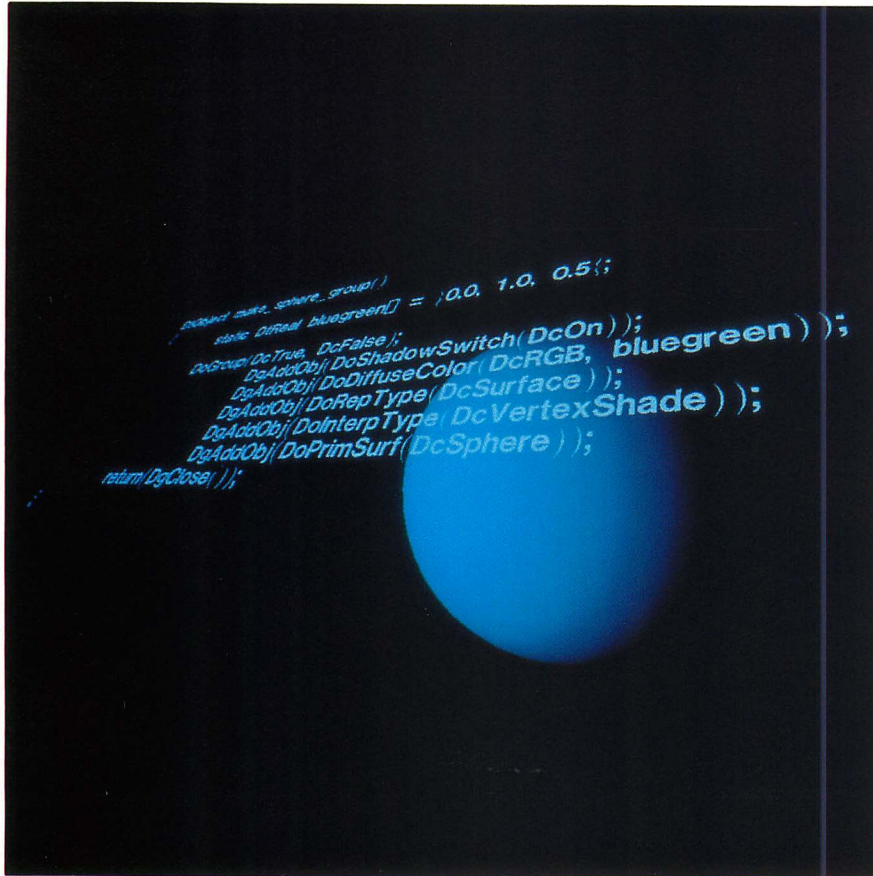 DtObject make_sphere_group()
static DtReal bluegreen[] = }0.0, 1.0, 0.5{;
DoGroup(DcTrue, DcFalse);
DgAddObj(DoShadowSwitch(DcOn));
DgAddObj(DoDiffuseColor(DcRGB, bluegreen));
DgAddObj(DoRepType(DcSurface));
DgAddObj(DoInterpType(DcVertexShade));
DgAddObj(DoPrimSurf(DcSphere));
return(DgClose());